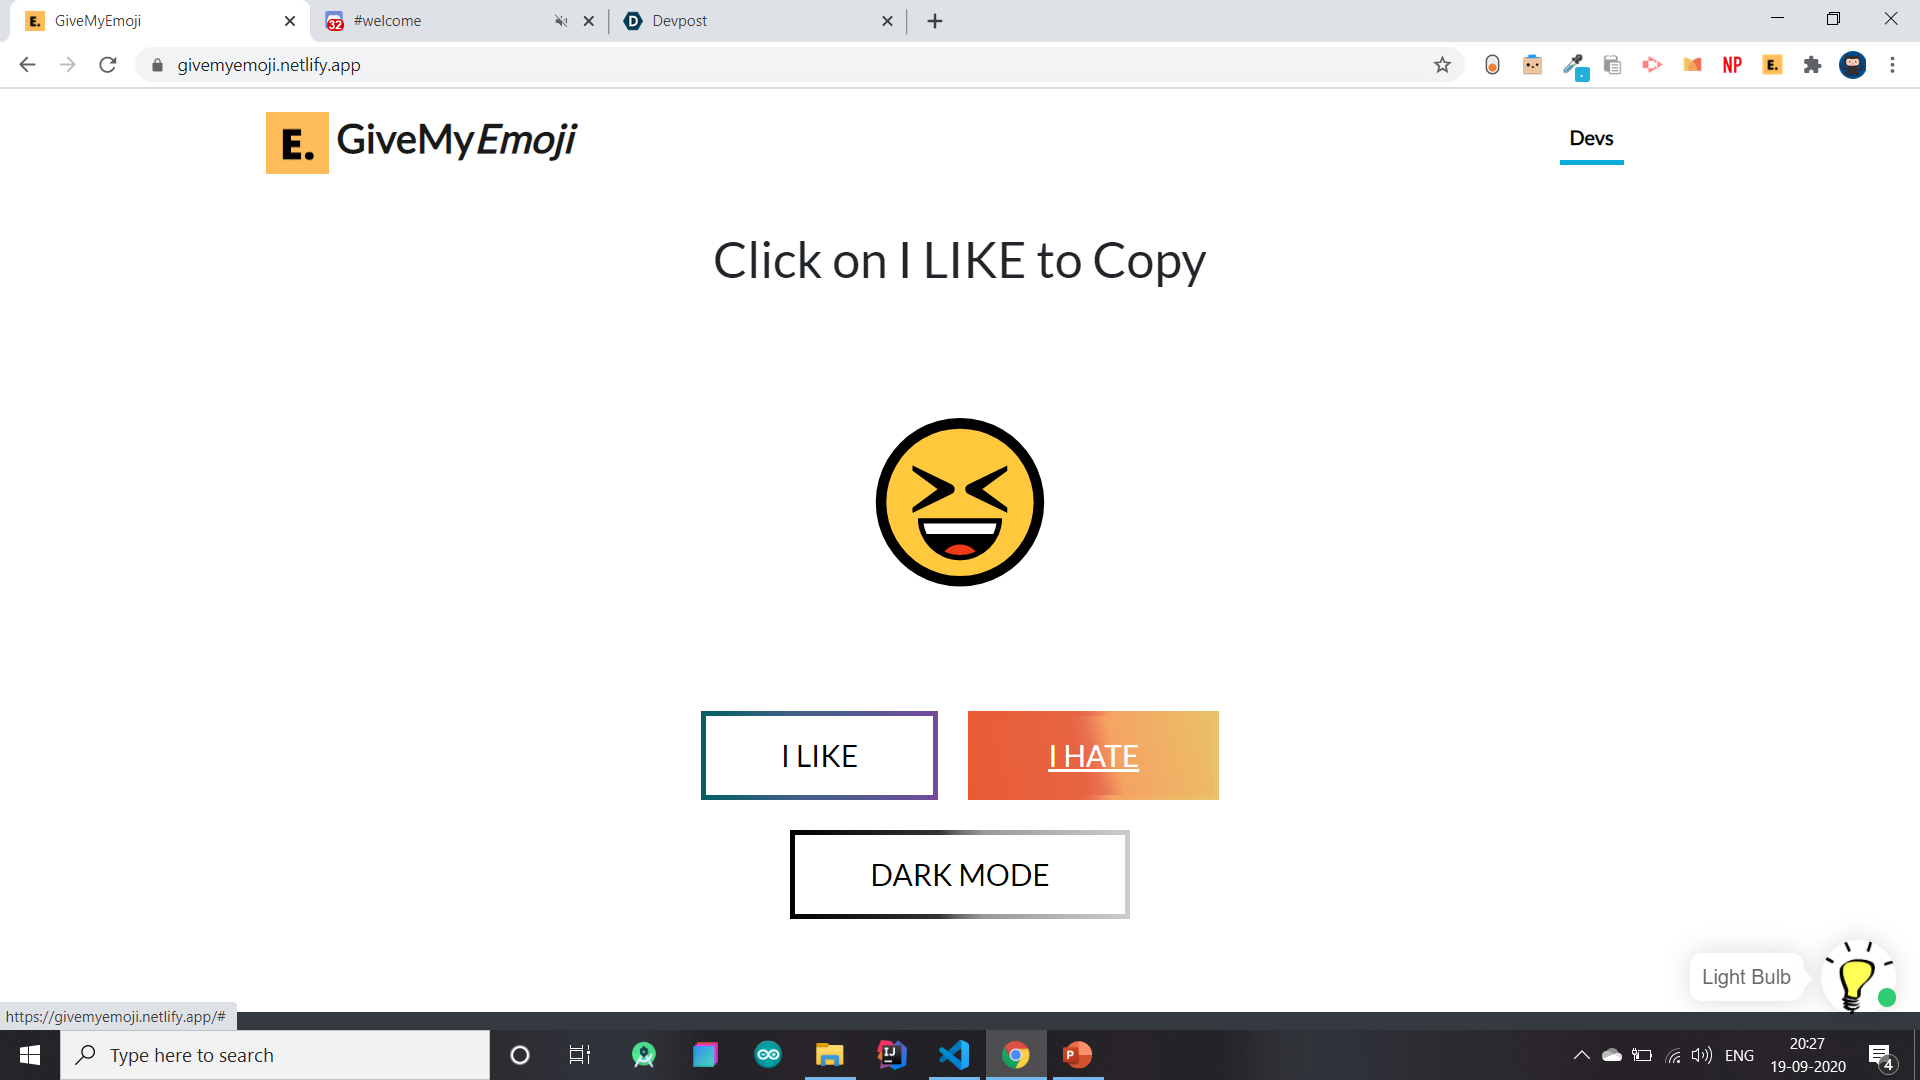 E. GiveMyEmoji
32 #welcome
D Devpost
givemyemoji.netlify.app
NP E.
E. GiveMyEmoji
Devs
Click on I LIKE to Copy
I LIKE
I HATE
DARK MODE
Light Bulb
https://givemyemoji.netlify.app/#
Type here to search
IJ
P
ENG
20:27
19-09-2020
4